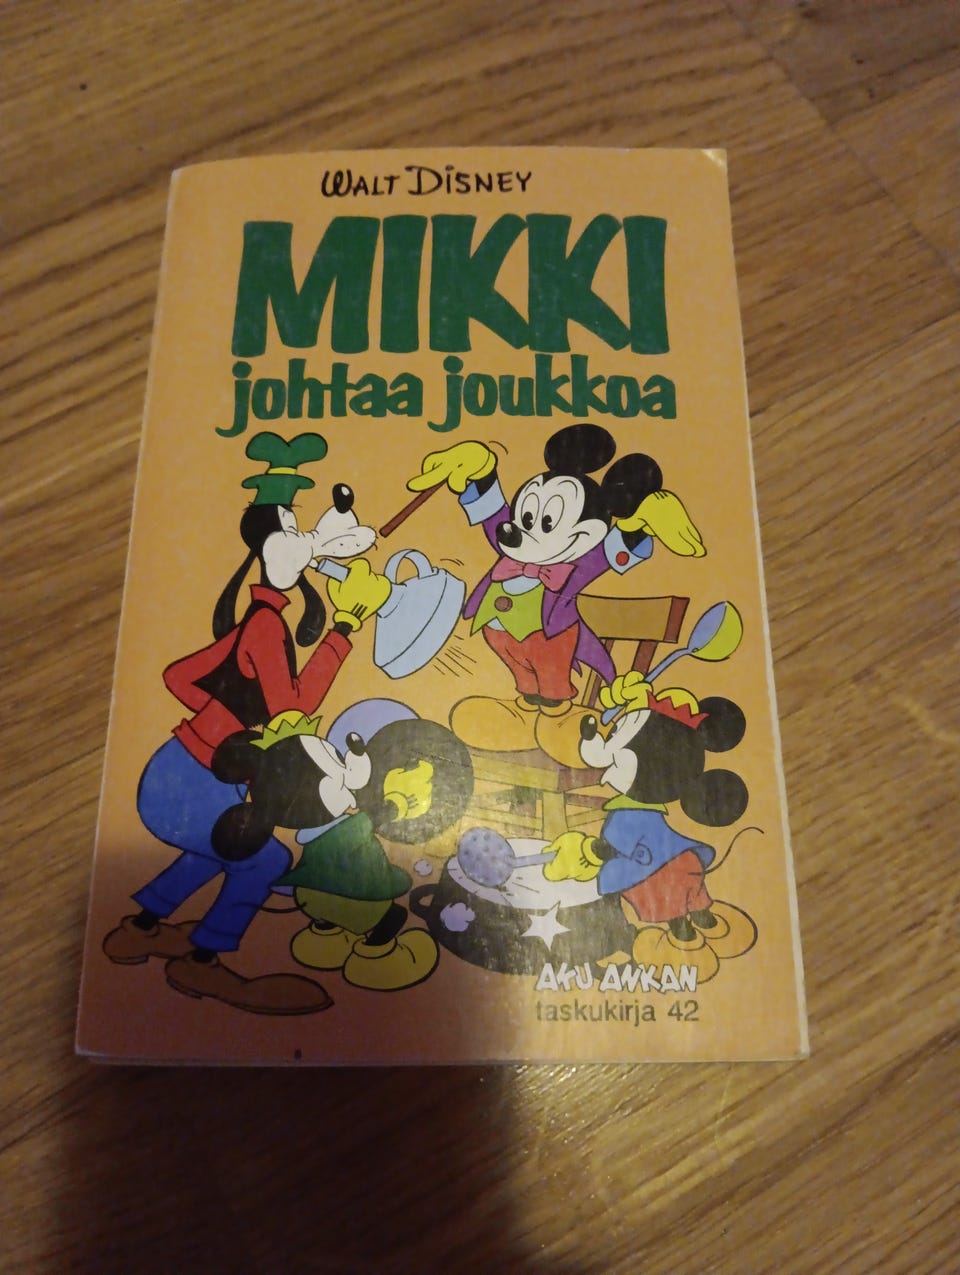 WALT DISNEY
MIKKI
johtaa joukkoa
AKU ANKAN
taskukirja 42